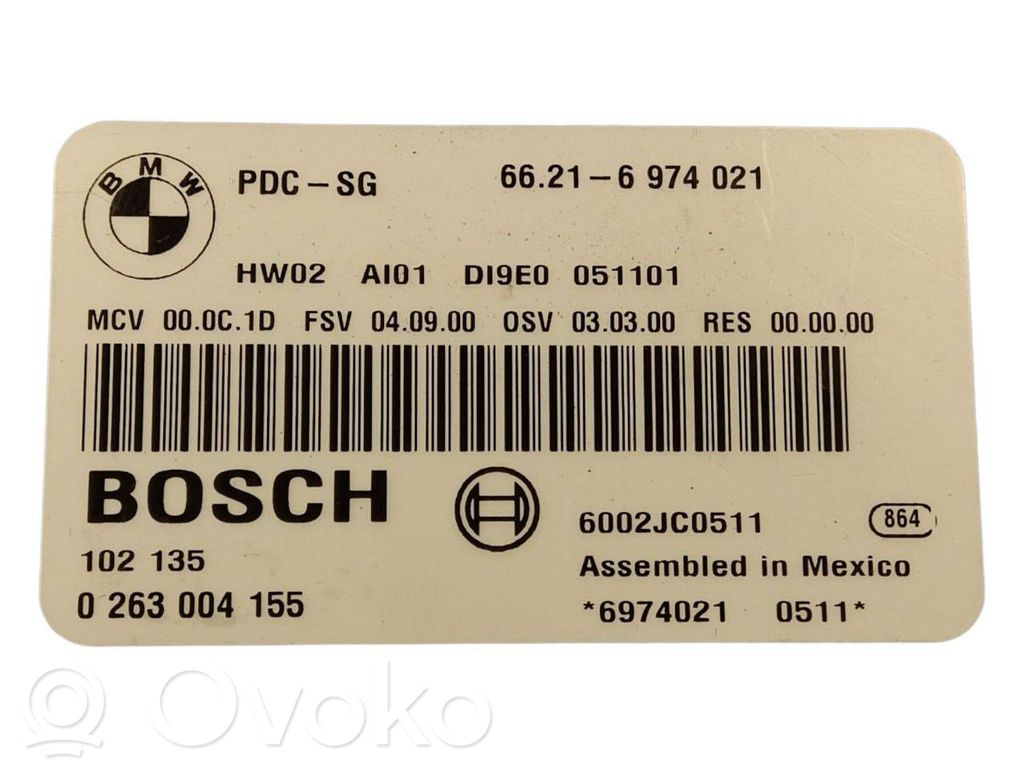 BMW PDC-SG 66.21-6 974 021
HW02 AI01 DI9E0 051101
MCV 00.0C.1D FSV 04.09.00 OSV 03.03.00 RES 00.00.00
BOSCH
6002JC0511 864
102 135 Assembled in Mexico
0 263 004 155 *6974021 0511*
Ovoko